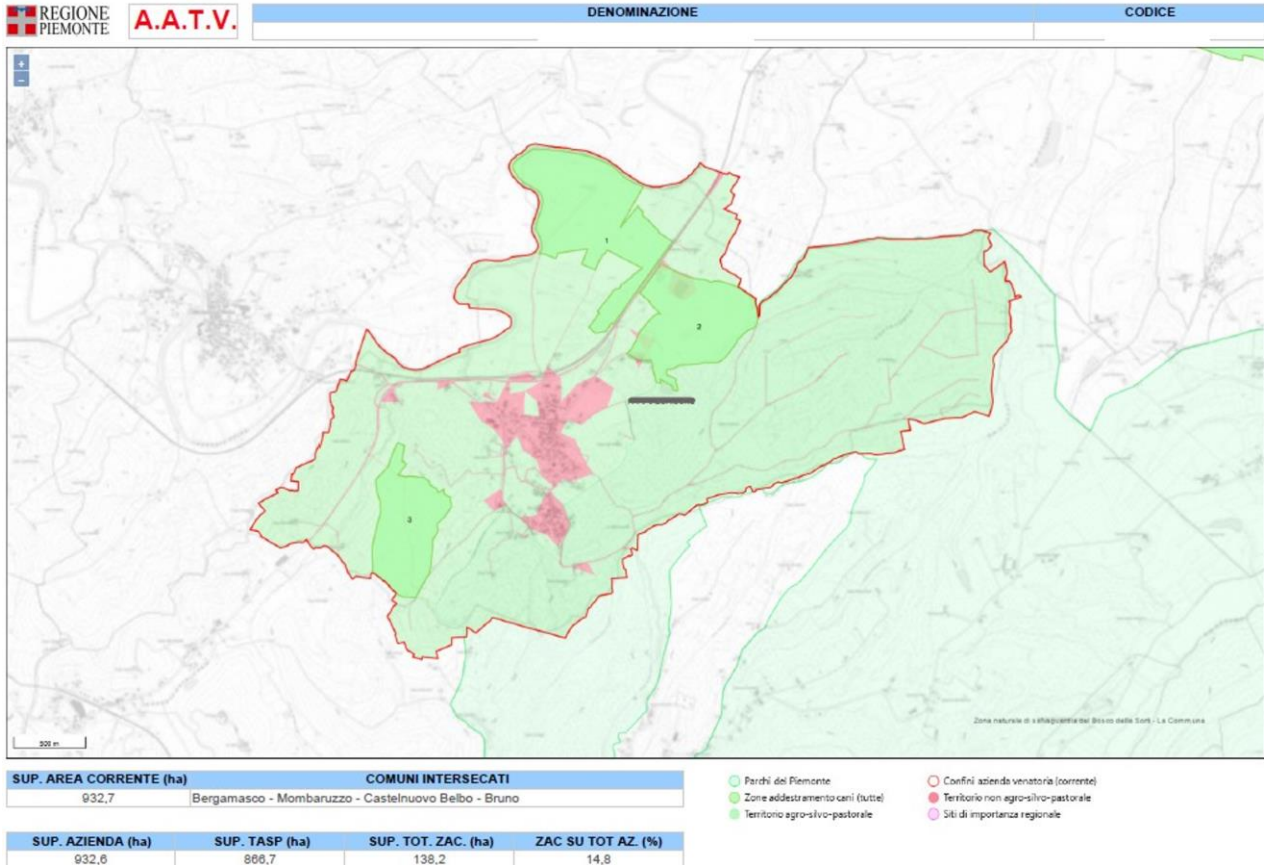 REGIONE
PIEMONTE
A.A.T.V.
DENOMINAZIONE
CODICE
+
−
1
2
3
Zona naturale di salvaguardia del Bosco delle Sorti - La Communa
500 m
SUP. AREA CORRENTE (ha)
COMUNI INTERSECATI
932,7
Bergamasco - Mombaruzzo - Castelnuovo Belbo - Bruno
Parchi del Piemonte
Confini azienda venatoria (corrente)
Zone addestramento cani (tutte)
Territorio non agro-silvo-pastorale
Territorio agro-silvo-pastorale
Siti di importanza regionale
SUP. AZIENDA (ha)
SUP. TASP (ha)
SUP. TOT. ZAC. (ha)
ZAC SU TOT AZ. (%)
932,6
866,7
138,2
14,8